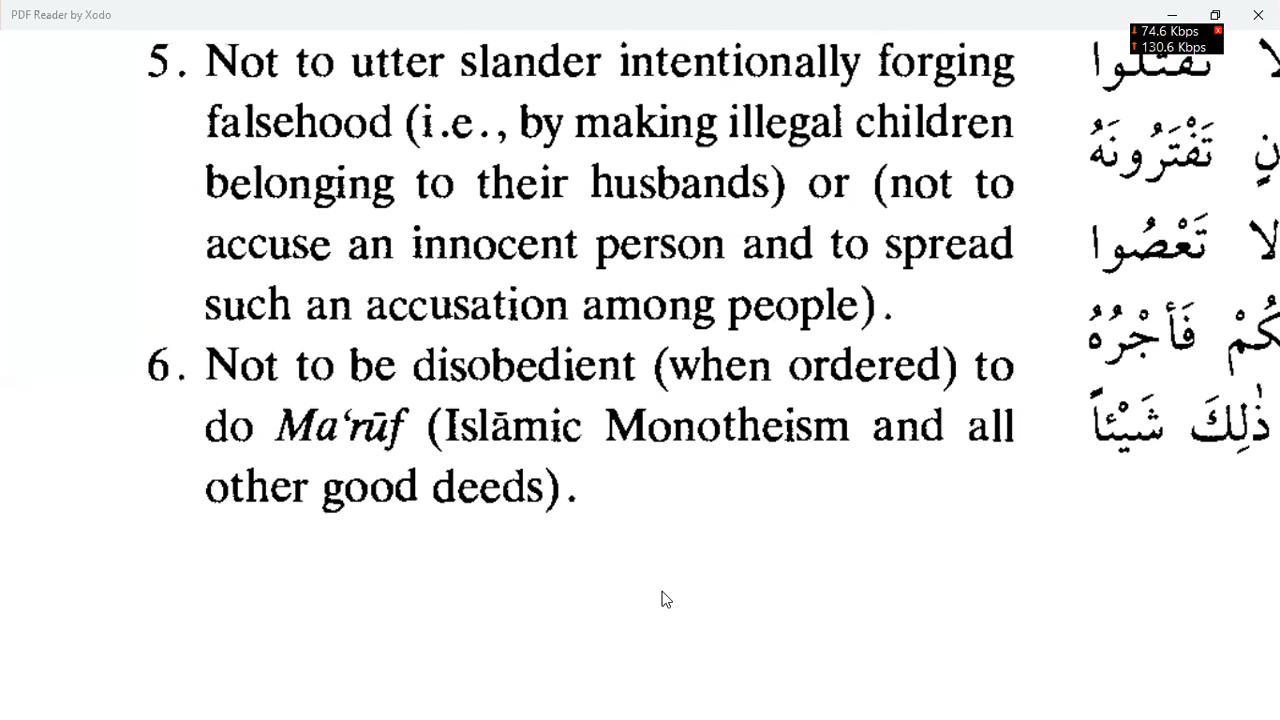 PDF Reader by Xodo
74.6 Kbps
130.6 Kbps
5. Not to utter slander intentionally forging
falsehood (i.e., by making illegal children
belonging to their husbands) or (not to
accuse an innocent person and to spread
such an accusation among people).
6. Not to be disobedient (when ordered) to
do Ma‘rūf (Islāmic Monotheism and all
other good deeds).
تَفْتَرُونَهُ
لا تَعْصُوا
فَأَجْرُهُ
ذٰلِكَ شَيْئاً